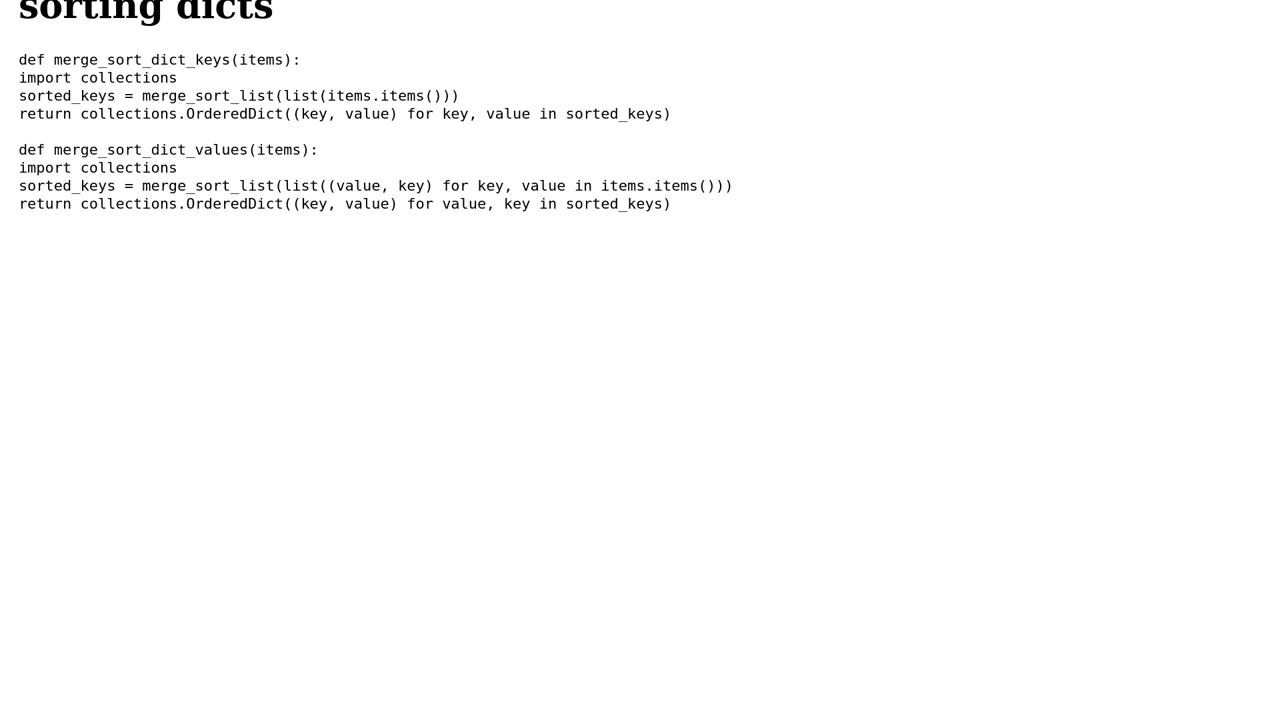 sorting dicts
def merge_sort_dict_keys(items):
import collections
sorted_keys = merge_sort_list(list(items.items()))
return collections.OrderedDict((key, value) for key, value in sorted_keys)
def merge_sort_dict_values(items):
import collections
sorted_keys = merge_sort_list(list((value, key) for key, value in items.items()))
return collections.OrderedDict((key, value) for value, key in sorted_keys)